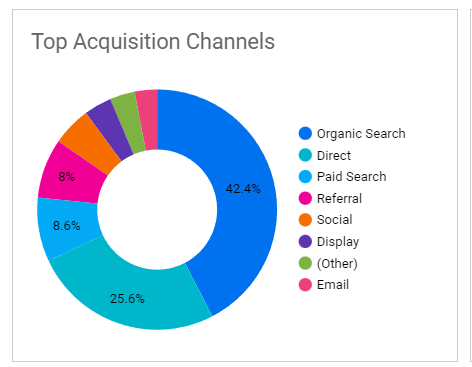 Top Acquisition Channels
42.4%
25.6%
8.6%
8%
Organic Search
Direct
Paid Search
Referral
Social
Display
(Other)
Email